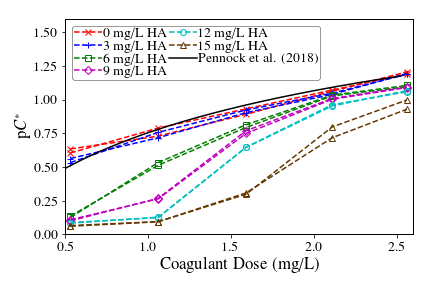 1.50
1.25
1.00
0.75
0.50
0.25
0.00
pC*
0 mg/L HA
3 mg/L HA
6 mg/L HA
9 mg/L HA
12 mg/L HA
15 mg/L HA
Pennock et al. (2018)
0.5 1.0 1.5 2.0 2.5
Coagulant Dose (mg/L)